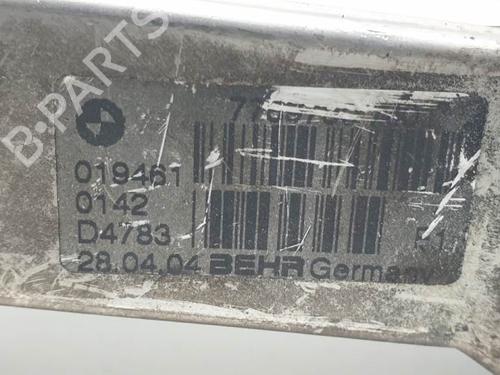 B-PARTS
019461
0142
D4783
28.04.04 BEHR Germany